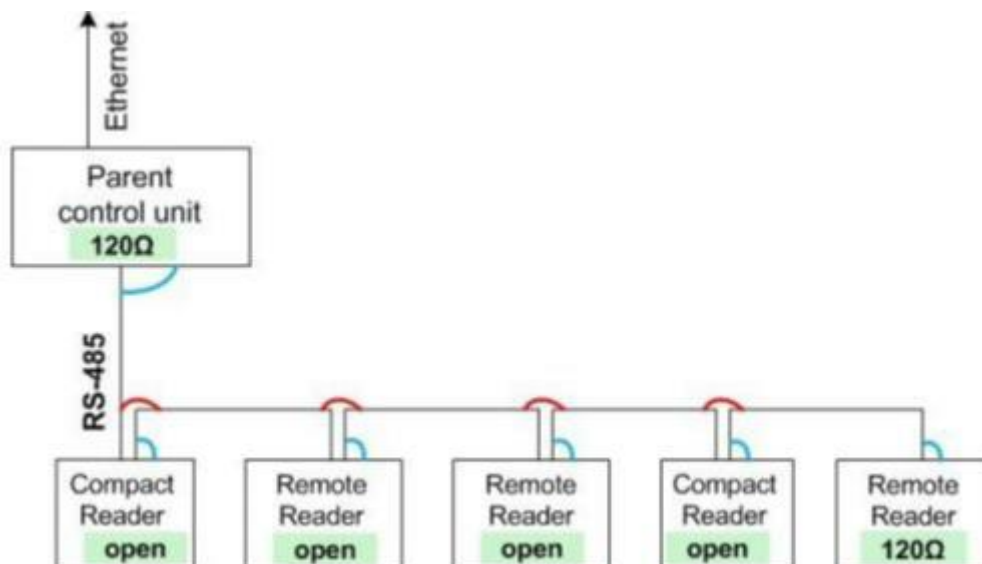 Ethernet
Parent
control unit
120Ω
RS-485
Compact
Reader
open
Remote
Reader
open
Remote
Reader
open
Compact
Reader
open
Remote
Reader
120Ω